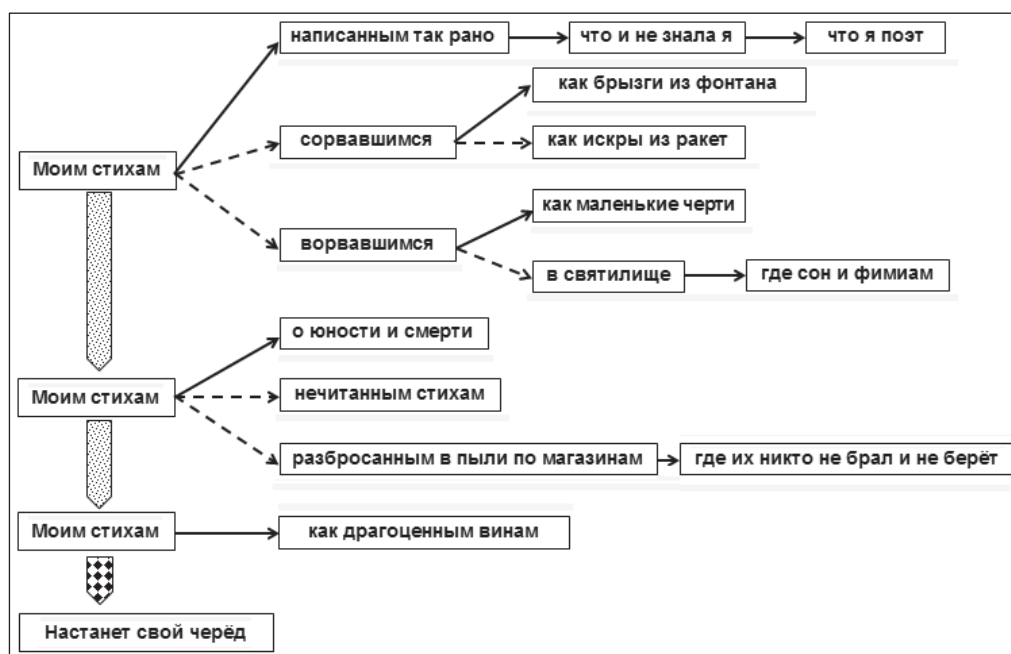 написанным так рано
что и не знала я
что я поэт
как брызги из фонтана
Моим стихам
сорвавшимся
как искры из ракет
как маленькие черти
ворвавшимся
в святилище
где сон и фимиам
о юности и смерти
Моим стихам
нечитанным стихам
разбросанным в пыли по магазинам
где их никто не брал и не берёт
Моим стихам
как драгоценным винам
Настанет свой черёд